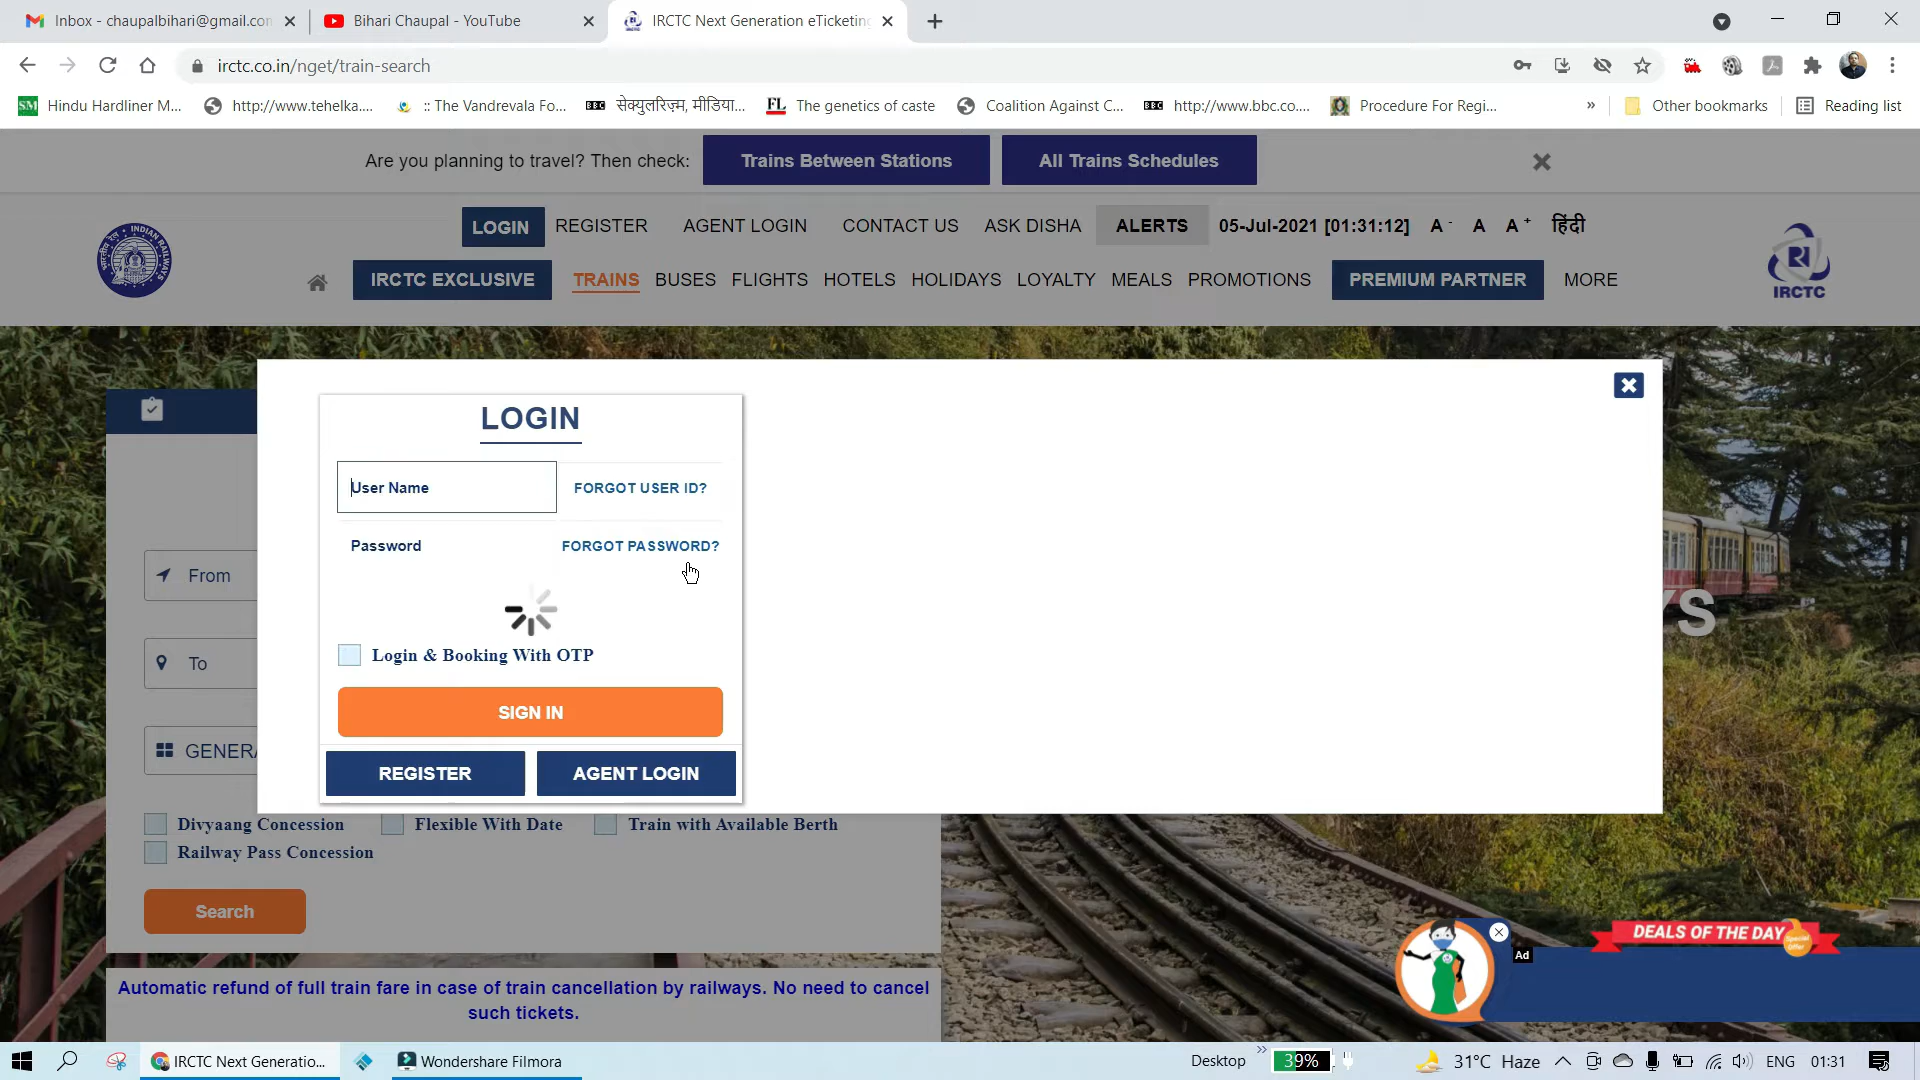 Inbox - chaupalbihari@gmail.con
Bihari Chaupal - YouTube
IRCTC Next Generation eTicketing
irctc.co.in/nget/train-search
Hindu Hardliner M...
http://www.tehelka....
:: The Vandrevala Fo...
सेक्युलरिज़्म, मीडिया...
The genetics of caste
Coalition Against C...
http://www.bbc.co....
Procedure For Regi...
»
Other bookmarks
Reading list
Are you planning to travel? Then check:
Trains Between Stations
All Trains Schedules
LOGIN
REGISTER
AGENT LOGIN
CONTACT US
ASK DISHA
ALERTS
05-Jul-2021 [01:31:12]
A-
A
A+
हिंदी
IRCTC EXCLUSIVE
TRAINS
BUSES
FLIGHTS
HOTELS
HOLIDAYS
LOYALTY
MEALS
PROMOTIONS
PREMIUM PARTNER
MORE
IRCTC
LOGIN
User Name
FORGOT USER ID?
Password
FORGOT PASSWORD?
Login & Booking With OTP
SIGN IN
REGISTER
AGENT LOGIN
From
To
GENERA
YS
Divyaang Concession
Flexible With Date
Train with Available Berth
Railway Pass Concession
Search
Automatic refund of full train fare in case of train cancellation by railways. No need to cancel
such tickets.
DEALS OF THE DAY
Special
Offer
Ad
IRCTC Next Generatio...
Wondershare Filmora
Desktop
»
39%
31°C Haze
ENG
01:31